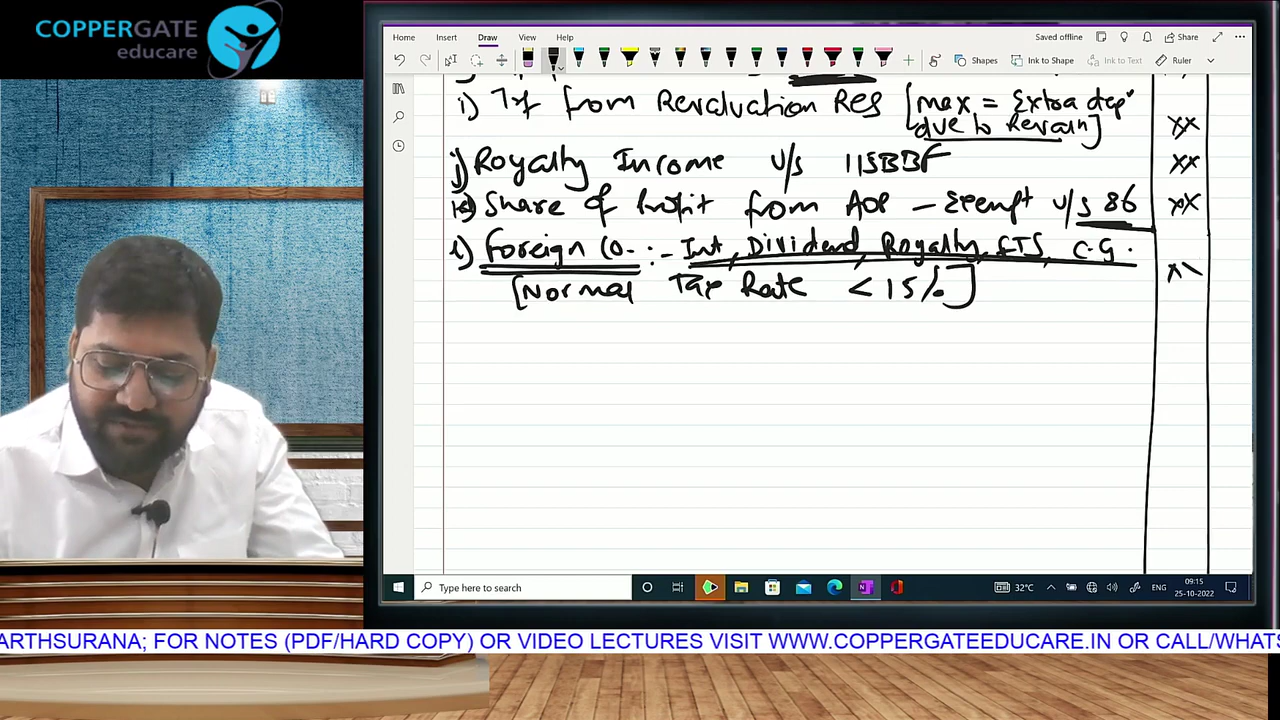 COPPERGATE
educare
Home Insert Draw View Help
Saved offline
Share
Shapes
Ink to Shape
Ink to Text
Ruler
i) Tf from Revaluation Res [max = Extra dep
due to Revaln] xx
j) Royalty Income u/s 115BBF xx
k) Share of Profit from AOP - Exempt u/s 86 xx
l) Foreign Co. :- Int, Dividend, Royalty, FTS, C.G.
[Normal Tax Rate < 15%]
Type here to search
32°C
ENG
09:15
25-10-2022
ARTHSURANA; FOR NOTES (PDF/HARD COPY) OR VIDEO LECTURES VISIT WWW.COPPERGATEEDUCARE.IN OR CALL/WHATS